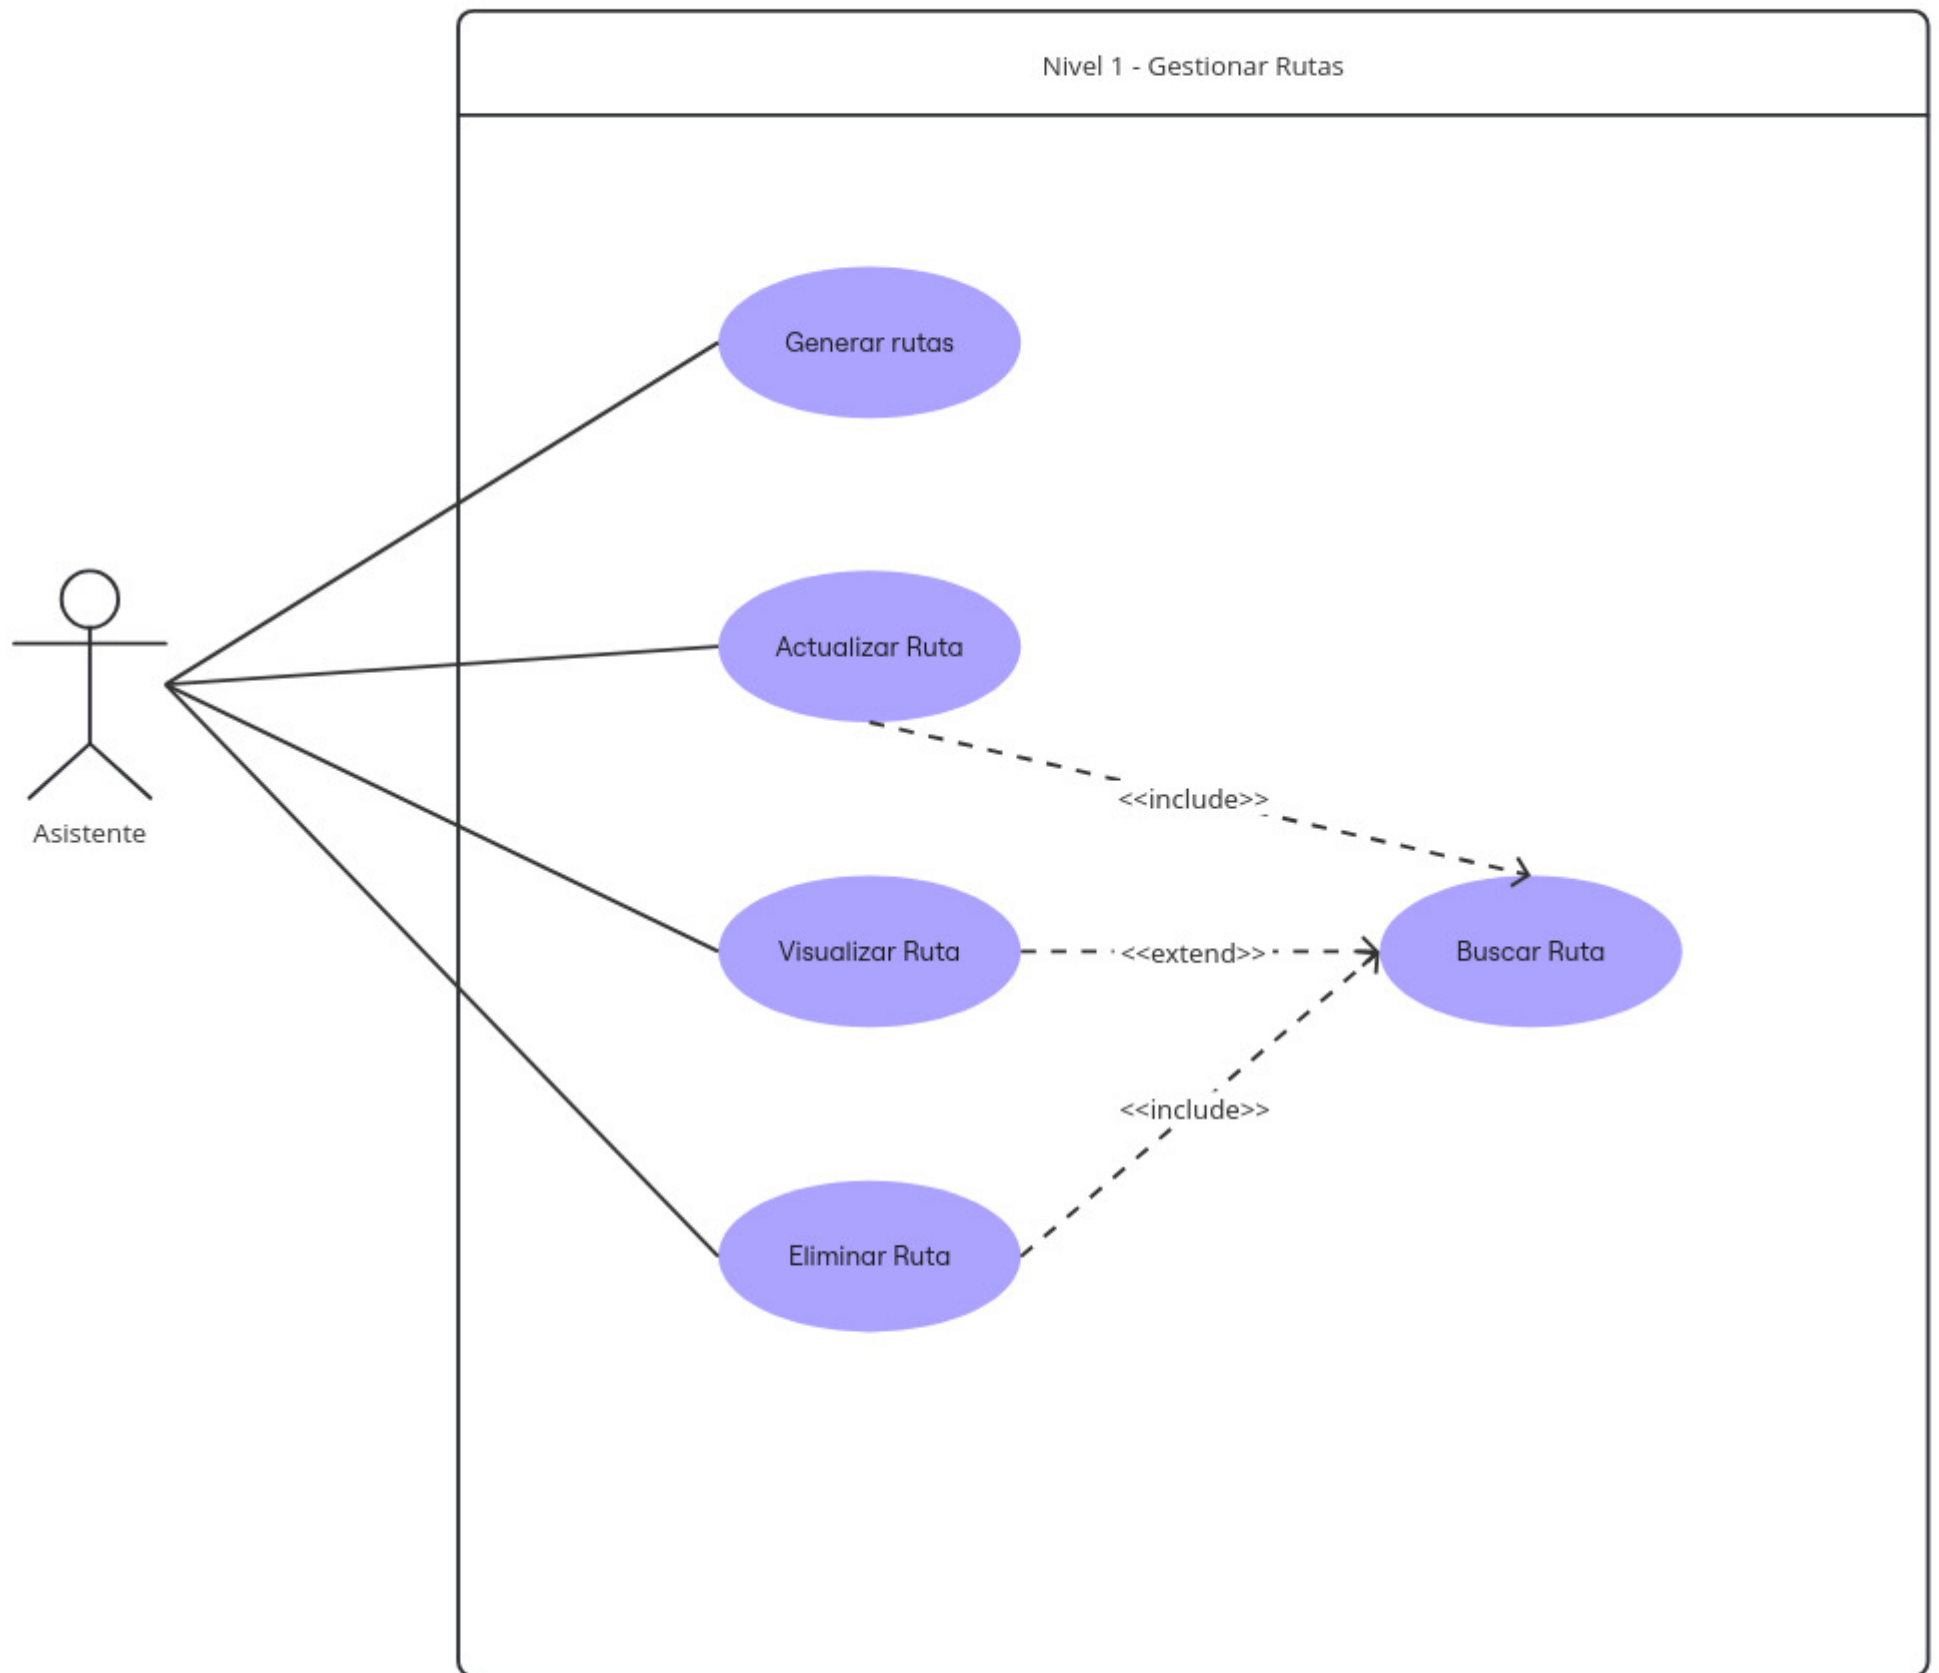 Nivel 1 - Gestionar Rutas
Generar rutas
Actualizar Ruta
<<include>>
Asistente
Visualizar Ruta
<<extend>>
Buscar Ruta
<<include>>
Eliminar Ruta